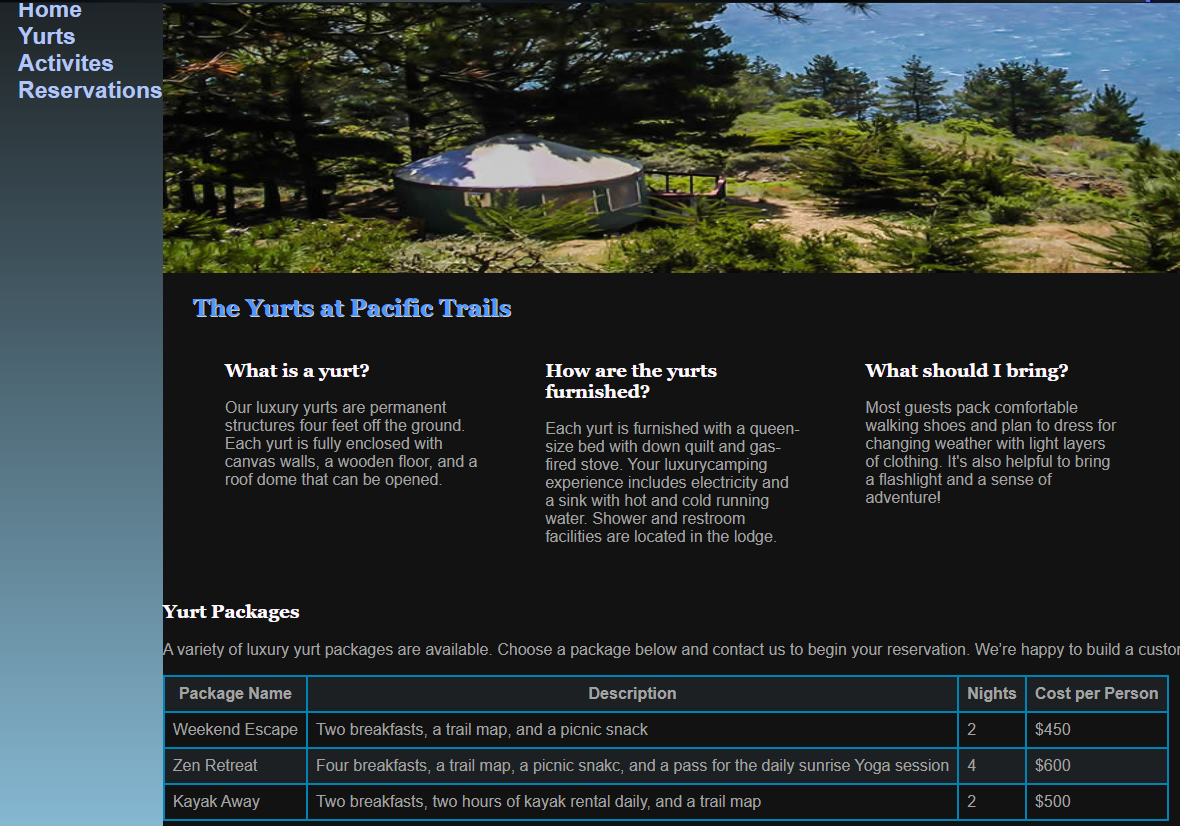 Home
Yurts
Activites
Reservations
The Yurts at Pacific Trails
What is a yurt?
Our luxury yurts are permanent
structures four feet off the ground.
Each yurt is fully enclosed with
canvas walls, a wooden floor, and a
roof dome that can be opened.
How are the yurts
furnished?
Each yurt is furnished with a queen-
size bed with down quilt and gas-
fired stove. Your luxurycamping
experience includes electricity and
a sink with hot and cold running
water. Shower and restroom
facilities are located in the lodge.
What should I bring?
Most guests pack comfortable
walking shoes and plan to dress for
changing weather with light layers
of clothing. It's also helpful to bring
a flashlight and a sense of
adventure!
Yurt Packages
A variety of luxury yurt packages are available. Choose a package below and contact us to begin your reservation. We're happy to build a custo
Package Name Description Nights Cost per Person
Weekend Escape Two breakfasts, a trail map, and a picnic snack 2 $450
Zen Retreat Four breakfasts, a trail map, a picnic snakc, and a pass for the daily sunrise Yoga session 4 $600
Kayak Away Two breakfasts, two hours of kayak rental daily, and a trail map 2 $500